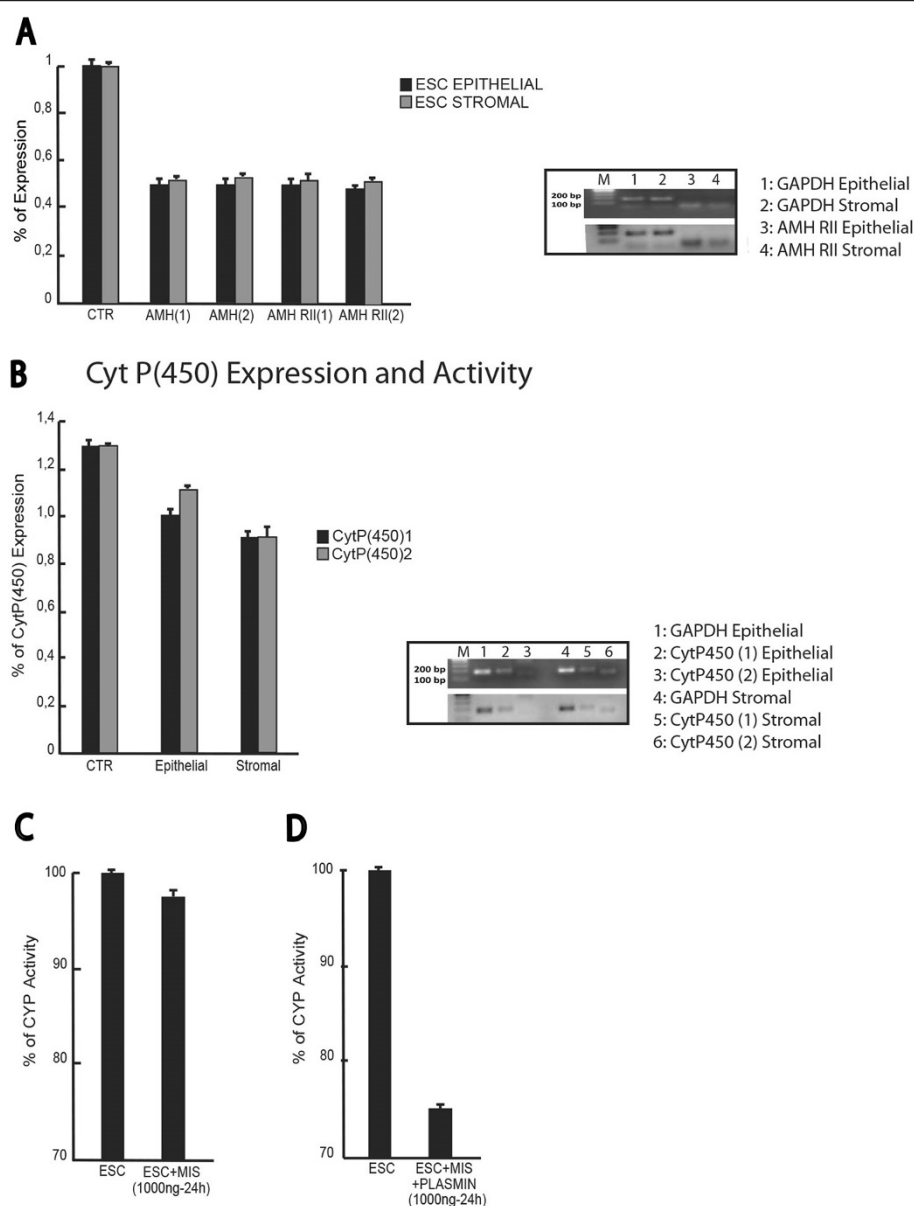 A
% of Expression
1
0,8
0,6
0,4
0,2
0
CTR
AMH(1)
AMH(2)
AMH RII(1)
AMH RII(2)
ESC EPITHELIAL
ESC STROMAL
M 1 2 3 4
200 bp
100 bp
1: GAPDH Epithelial
2: GAPDH Stromal
3: AMH RII Epithelial
4: AMH RII Stromal
B
Cyt P(450) Expression and Activity
% of CytP(450) Expression
1,4
1,2
1,0
0,8
0,6
0,4
0,2
0
CTR
Epithelial
Stromal
CytP(450)1
CytP(450)2
M 1 2 3 4 5 6
200 bp
100 bp
1: GAPDH Epithelial
2: CytP450 (1) Epithelial
3: CytP450 (2) Epithelial
4: GAPDH Stromal
5: CytP450 (1) Stromal
6: CytP450 (2) Stromal
C
% of CYP Activity
100
90
80
70
ESC
ESC+MIS
(1000ng-24h)
D
% of CYP Activity
100
90
80
70
ESC
ESC+MIS
+PLASMIN
(1000ng-24h)